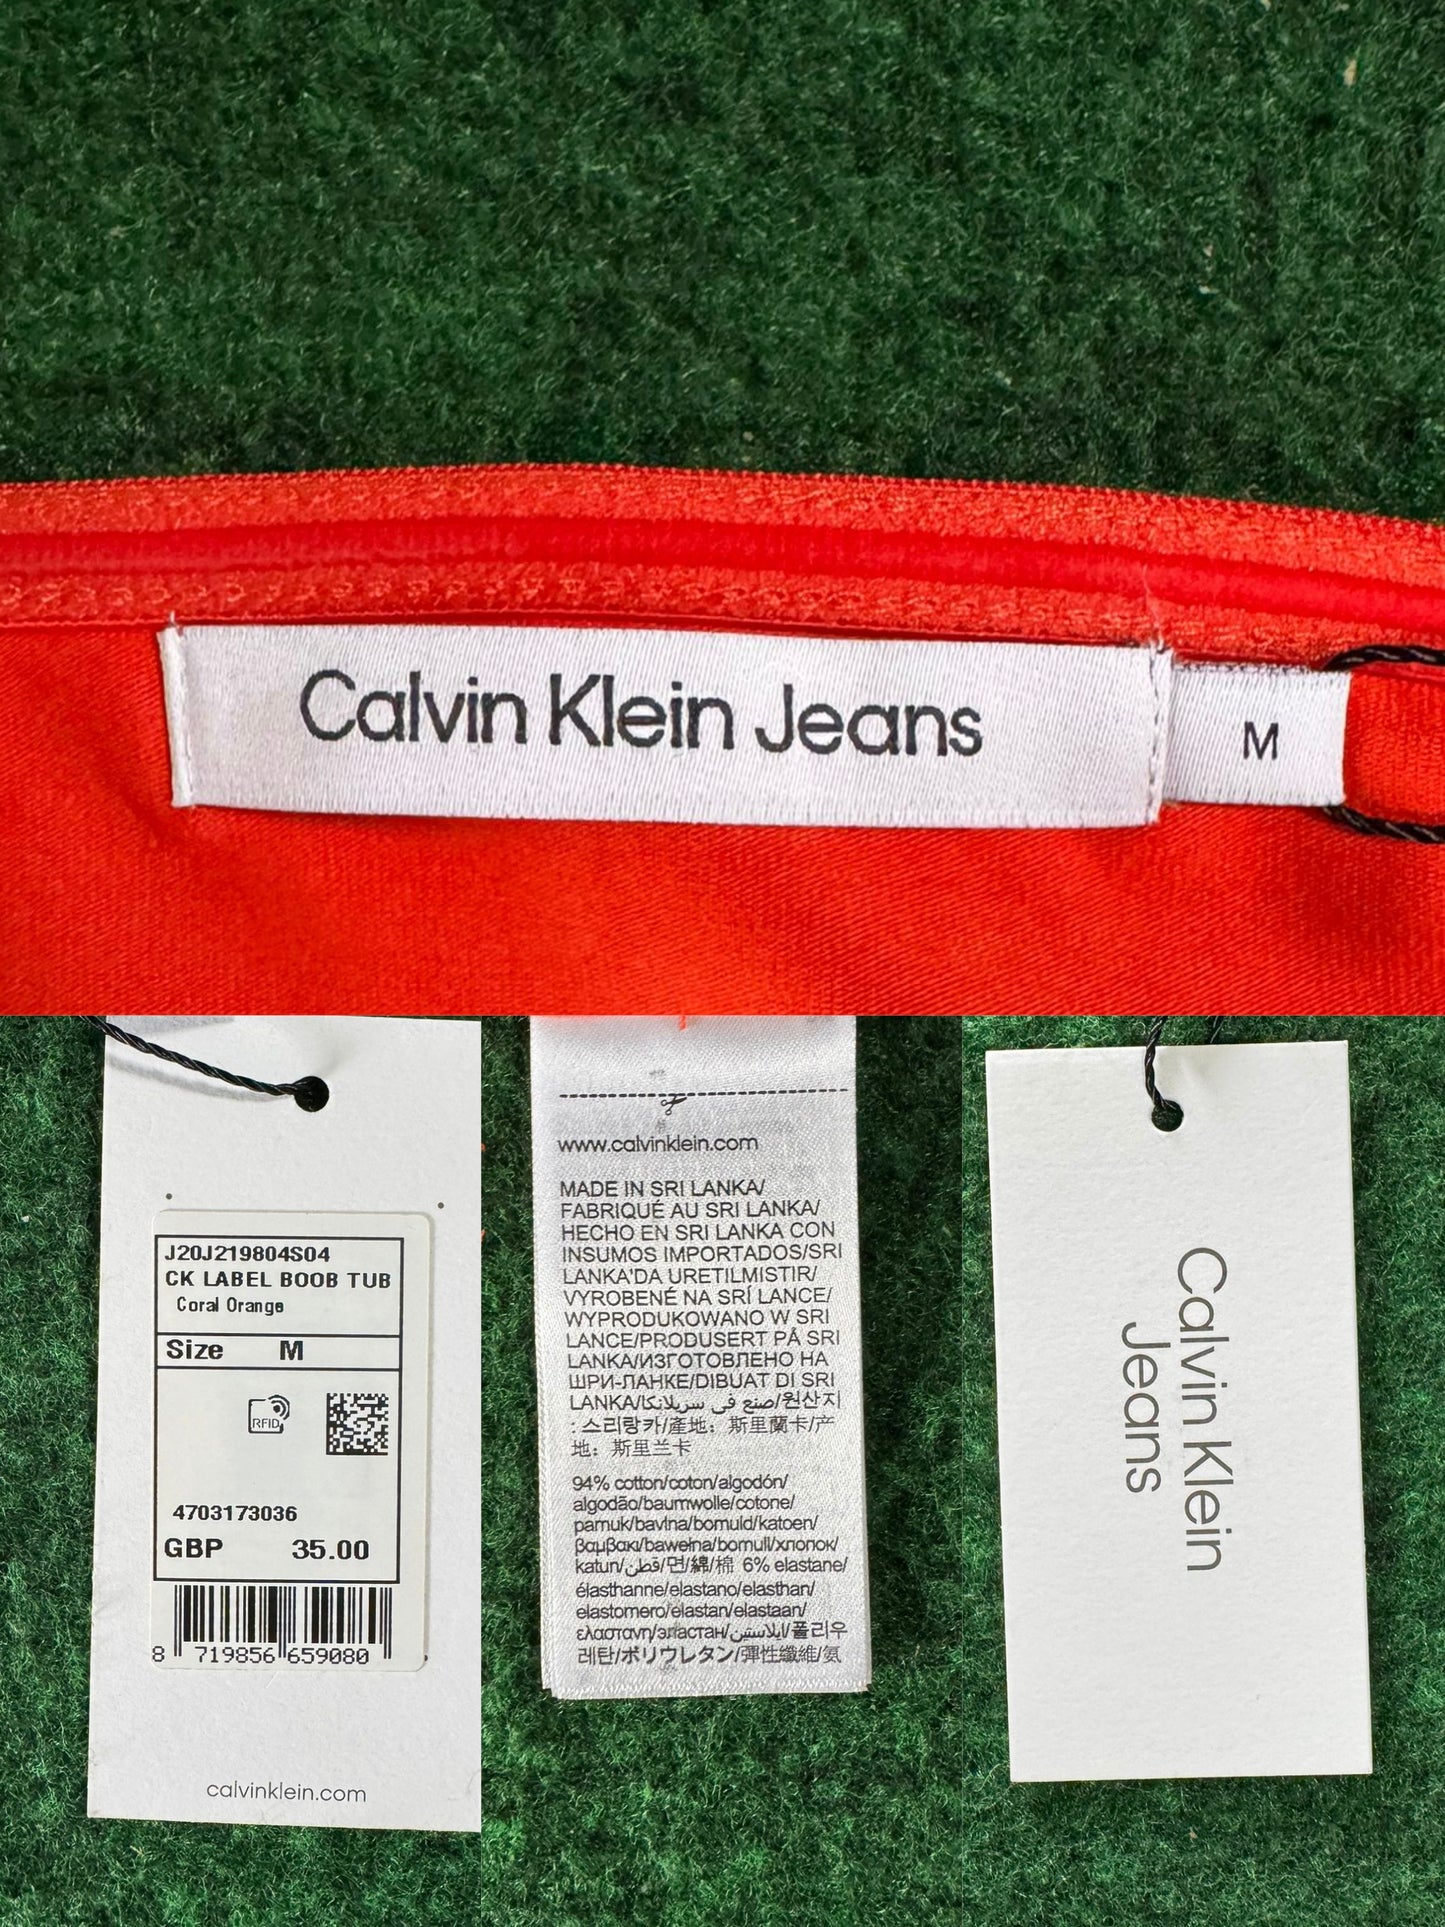 Calvin Klein Jeans
M
J20J219804S04
CK LABEL BOOB TUB
Coral Orange
Size M
RFID
4703173036
GBP 35.00
8 719856 659080
calvinklein.com
www.calvinklein.com
MADE IN SRI LANKA/
FABRIQUÉ AU SRI LANKA/
HECHO EN SRI LANKA CON
INSUMOS IMPORTADOS/SRI
LANKA'DA URETILMISTIR/
VYROBENÉ NA SRÍ LANCE/
WYPRODUKOWANO W SRI
LANCE/PRODUSERT PÅ SRI
LANKA/ИЗГОТОВЛЕНО НА
ШРИ-ЛАНКЕ/DIBUAT DI SRI
LANKA/صنع في سريلانكا/원산지
: 스리랑카/產地：斯里蘭卡/产
地：斯里兰卡
94% cotton/coton/algodón/
algodão/baumwolle/cotone/
pamuk/bavlna/bomuld/katoen/
βαμβακι/bawełna/bomull/хлопок/
katun/قطن/면/綿/棉 6% elastane/
élasthanne/elastano/elasthan/
elastomero/elastan/elastaan/
ελαστανη/эластан/ايلاستين/폴리우
레탄/ポリウレタン/彈性纖維/氨
Calvin Klein
Jeans